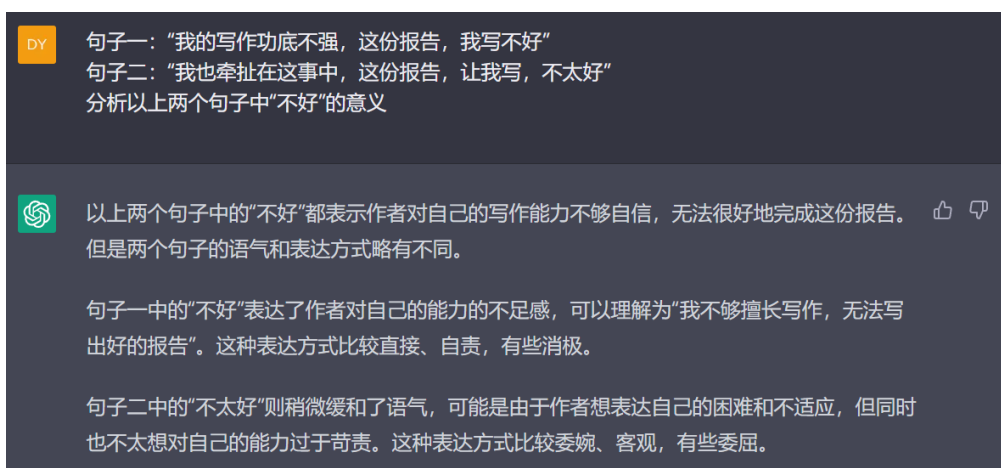 DY
句子一：“我的写作功底不强，这份报告，我写不好”
句子二：“我也牵扯在这事中，这份报告，让我写，不太好”
分析以上两个句子中“不好”的意义
以上两个句子中的“不好”都表示作者对自己的写作能力不够自信，无法很好地完成这份报告。
但是两个句子的语气和表达方式略有不同。
句子一中的“不好”表达了作者对自己的能力的不足感，可以理解为“我不够擅长写作，无法写
出好的报告”。这种表达方式比较直接、自责，有些消极。
句子二中的“不太好”则稍微缓和了语气，可能是由于作者想表达自己的困难和不适应，但同时
也不太想对自己的能力过于苛责。这种表达方式比较委婉、客观，有些委屈。